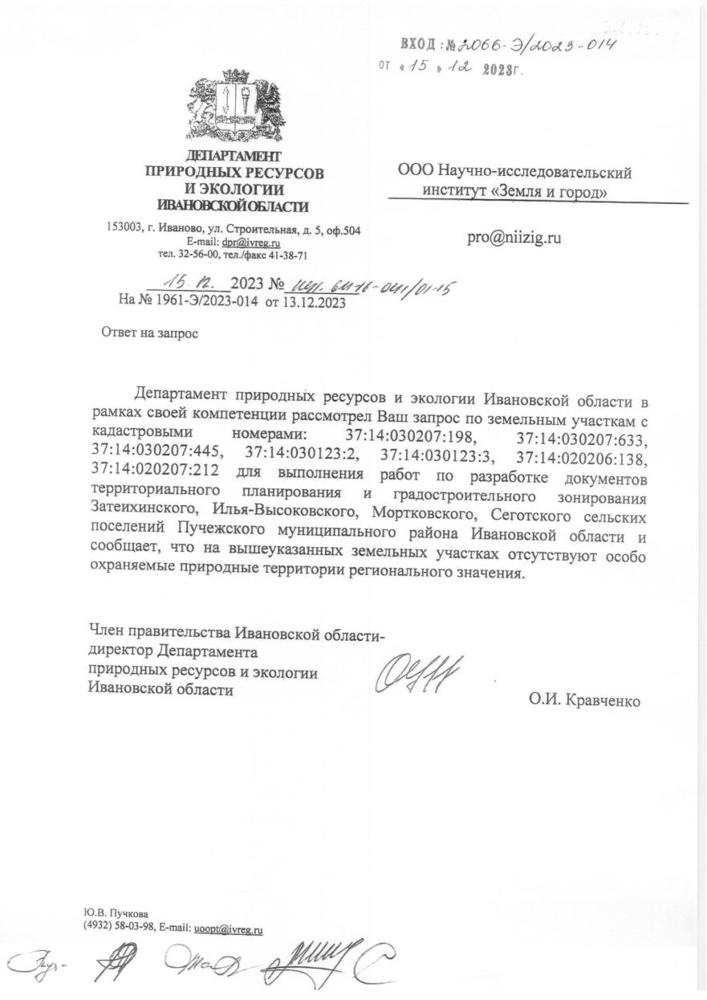 ВХОД: № 2066-Э/2023-014
ОТ «15» 12 2023г.
ДЕПАРТАМЕНТ
ПРИРОДНЫХ РЕСУРСОВ
И ЭКОЛОГИИ
ИВАНОВСКОЙ ОБЛАСТИ
153003, г. Иваново, ул. Строительная, д. 5, оф.504
E-mail: dpr@ivreg.ru
тел. 32-56-00, тел./факс 41-38-71
ООО Научно-исследовательский
институт «Земля и город»
pro@niizig.ru
15. 12. 2023 № исх.
На № 1961-Э/2023-014 от 13.12.2023
Ответ на запрос
Департамент природных ресурсов и экологии Ивановской области в
рамках своей компетенции рассмотрел Ваш запрос по земельным участкам с
кадастровыми номерами: 37:14:030207:198, 37:14:030207:633,
37:14:030207:445, 37:14:030123:2, 37:14:030123:3, 37:14:020206:138,
37:14:020207:212 для выполнения работ по разработке документов
территориального планирования и градостроительного зонирования
Затеихинского, Илья-Высоковского, Мортковского, Сеготского сельских
поселений Пучежского муниципального района Ивановской области и
сообщает, что на вышеуказанных земельных участках отсутствуют особо
охраняемые природные территории регионального значения.
Член правительства Ивановской области-
директор Департамента
природных ресурсов и экологии
Ивановской области
О.И. Кравченко
Ю.В. Пучкова
(4932) 58-03-98, E-mail: uoopt@ivreg.ru